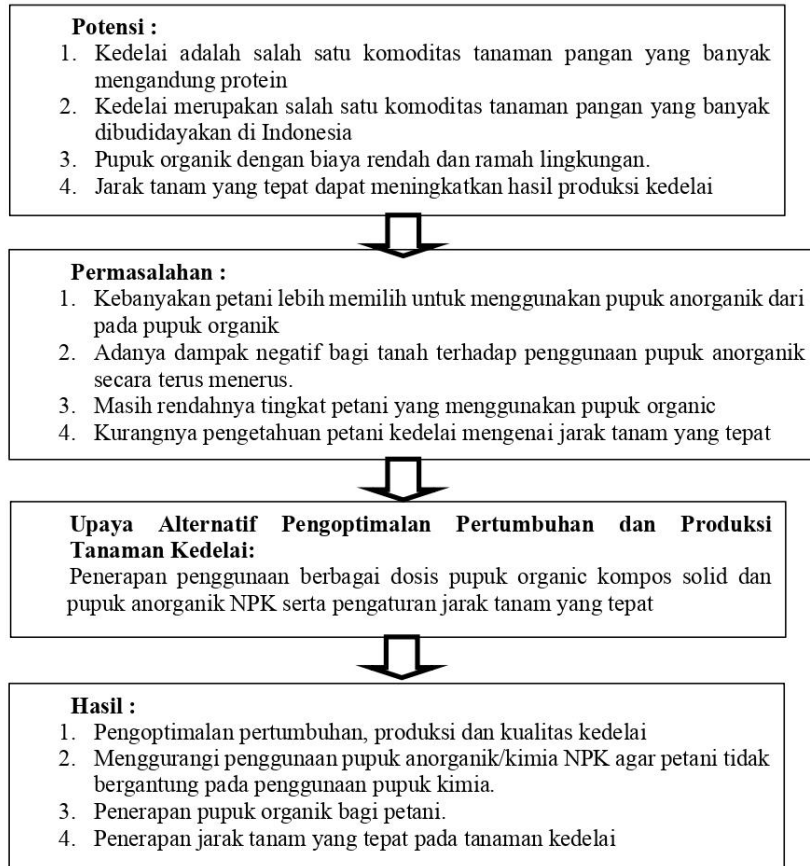 Potensi :
1. Kedelai adalah salah satu komoditas tanaman pangan yang banyak
mengandung protein
2. Kedelai merupakan salah satu komoditas tanaman pangan yang banyak
dibudidayakan di Indonesia
3. Pupuk organik dengan biaya rendah dan ramah lingkungan.
4. Jarak tanam yang tepat dapat meningkatkan hasil produksi kedelai
Permasalahan :
1. Kebanyakan petani lebih memilih untuk menggunakan pupuk anorganik dari
pada pupuk organik
2. Adanya dampak negatif bagi tanah terhadap penggunaan pupuk anorganik
secara terus menerus.
3. Masih rendahnya tingkat petani yang menggunakan pupuk organic
4. Kurangnya pengetahuan petani kedelai mengenai jarak tanam yang tepat
Upaya Alternatif Pengoptimalan Pertumbuhan dan Produksi
Tanaman Kedelai:
Penerapan penggunaan berbagai dosis pupuk organic kompos solid dan
pupuk anorganik NPK serta pengaturan jarak tanam yang tepat
Hasil :
1. Pengoptimalan pertumbuhan, produksi dan kualitas kedelai
2. Menggurangi penggunaan pupuk anorganik/kimia NPK agar petani tidak
bergantung pada penggunaan pupuk kimia.
3. Penerapan pupuk organik bagi petani.
4. Penerapan jarak tanam yang tepat pada tanaman kedelai